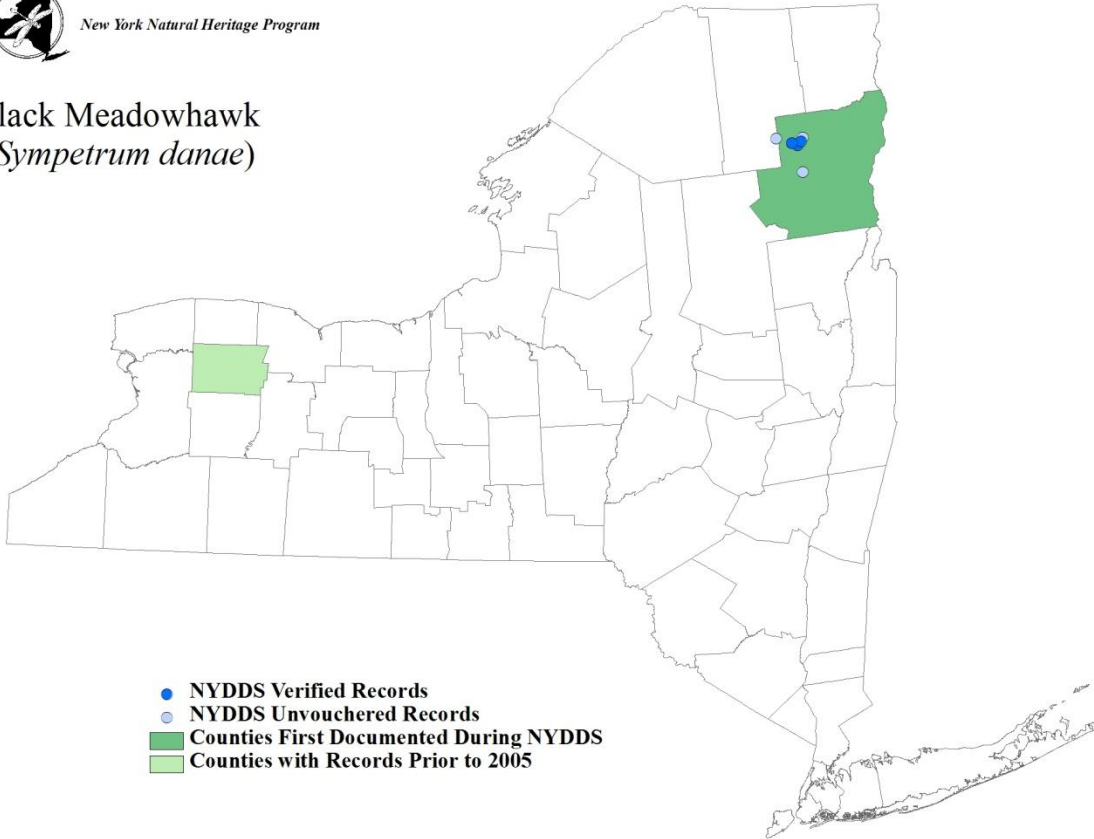 New York Natural Heritage Program
lack Meadowhawk
Sympetrum danae)
NYDDS Verified Records
NYDDS Unvouchered Records
Counties First Documented During NYDDS
Counties with Records Prior to 2005